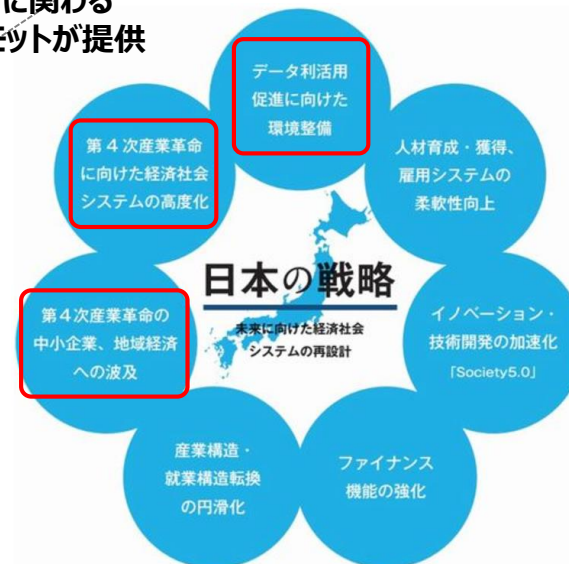 に関わる
モットが提供
データ利活用
促進に向けた
環境整備
人材育成・獲得、
雇用システムの
柔軟性向上
イノベーション・
技術開発の加速化
「Society5.0」
ファイナンス
機能の強化
産業構造・
就業構造転換
の円滑化
第4次産業革命の
中小企業、地域経済
への波及
第4次産業革命
に向けた経済社会
システムの高度化
日本の戦略
未来に向けた経済社会
システムの再設計